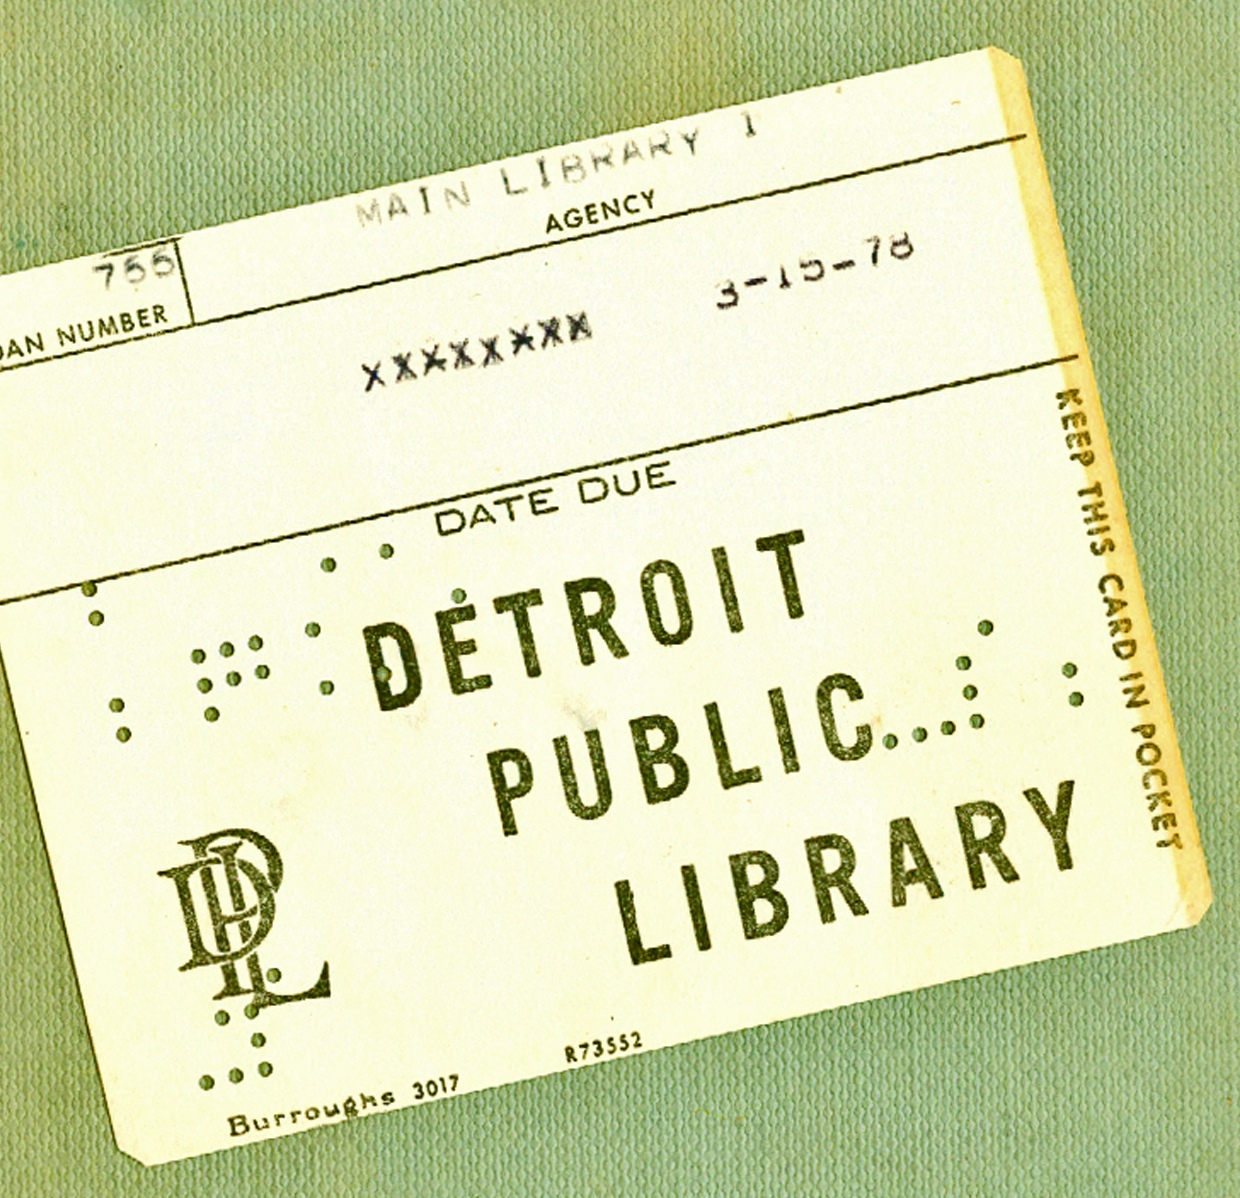 MAIN LIBRARY 1
AGENCY
755
OAN NUMBER
XXXXXXXX 3-15-78
DATE DUE
DETROIT
PUBLIC
LIBRARY
KEEP THIS CARD IN POCKET
DPL
R73552
Burroughs 3017